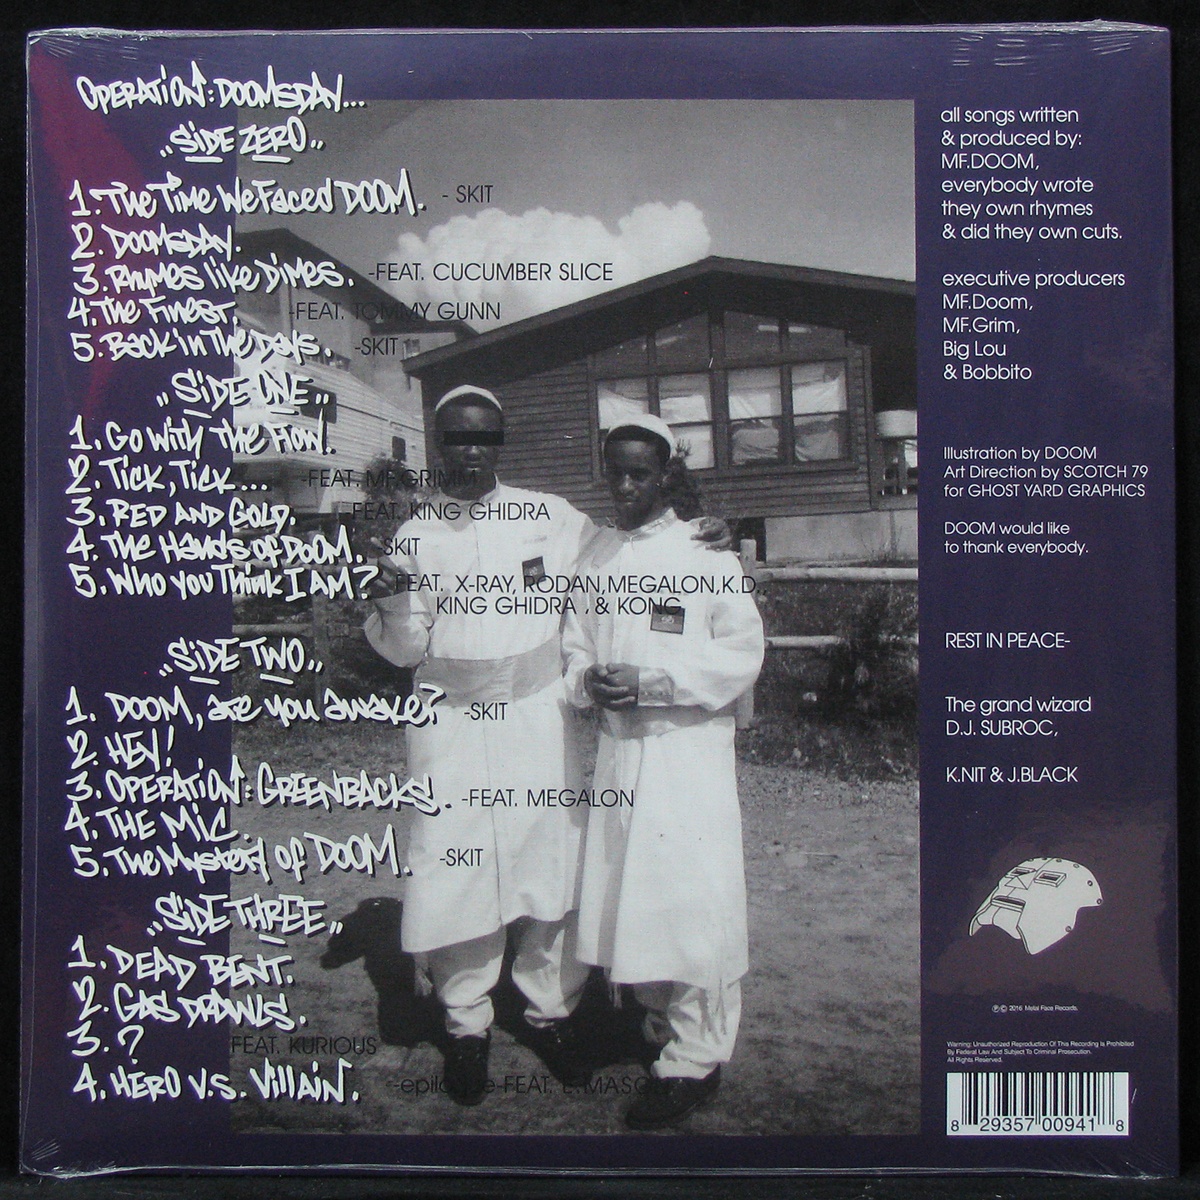 OPERATION: DOOMSDAY...
,, SIDE ZERO ,,
1. The Time We Faced DOOM. - SKIT
2. DOOMSDAY.
3. Rhymes like Dimes. -FEAT. CUCUMBER SLICE
4. The Finest. -FEAT. TOMMY GUNN
5. Back in The Days. -SKIT
,, SIDE ONE ,,
1. Go With The Flow.
2. Tick, Tick... -FEAT. MF.GRIMM
3. RED AND GOLD. FEAT. KING GHIDRA
4. The Hands of DOOM. SKIT
5. Who you Think I AM? FEAT. X-RAY, RODAN,MEGALON,K.D.,
KING GHIDRA , & KONG
,, SIDE TWO ,,
1. DOOM, are you awake? -SKIT
2. HEY!
3. OPERATION: GREENBACKS. -FEAT. MEGALON
4. THE MIC.
5. The Mystery of DOOM. -SKIT
,, SIDE THREE ,,
1. DEAD BENT.
2. GAS DRAWLS.
3. ? FEAT. KURIOUS
4. HERO V.S. VILLAIN. -epilogue-FEAT. E.MASON
all songs written
& produced by:
MF.DOOM,
everybody wrote
they own rhymes
& did they own cuts.
executive producers
MF.Doom,
MF.Grim,
Big Lou
& Bobbito
Illustration by DOOM
Art Direction by SCOTCH 79
for GHOST YARD GRAPHICS
DOOM would like
to thank everybody.
REST IN PEACE-
The grand wizard
D.J. SUBROC,
K.NIT & J.BLACK
℗© 2016 Metal Face Records.
Warning: Unauthorized Reproduction Of This Recording Is Prohibited
By Federal Law And Subject To Criminal Prosecution.
All Rights Reserved.
8 29357 00941 8